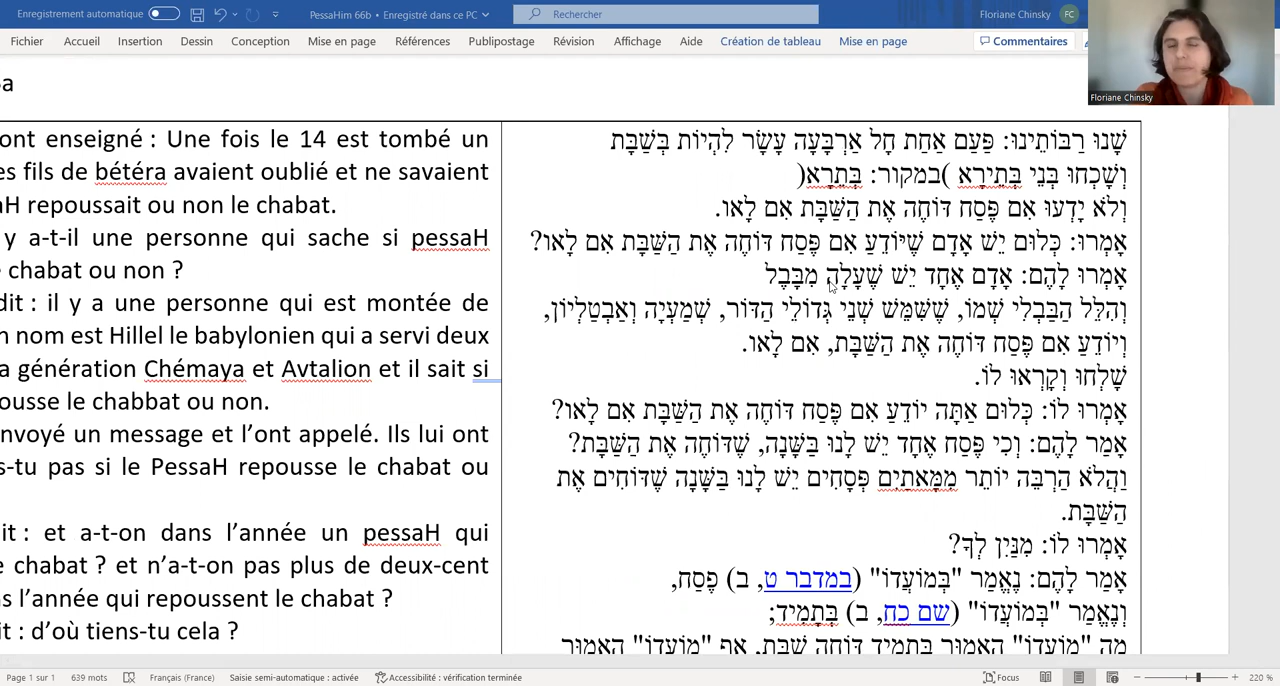 Enregistrement automatique
PessaHim 66b • Enregistré dans ce PC
Rechercher
Floriane Chinsky
FC
Fichier Accueil Insertion Dessin Conception Mise en page Références Publipostage Révision Affichage Aide Création de tableau Mise en page
Commentaires
Floriane Chinsky
ont enseigné : Une fois le 14 est tombé un
es fils de bétéra avaient oublié et ne savaient
aH repoussait ou non le chabat.
y a-t-il une personne qui sache si pessaH
e chabat ou non ?
dit : il y a une personne qui est montée de
n nom est Hillel le babylonien qui a servi deux
a génération Chémaya et Avtalion et il sait si
ousse le chabbat ou non.
nvoyé un message et l’ont appelé. Ils lui ont
s-tu pas si le PessaH repousse le chabat ou
it : et a-t-on dans l’année un pessaH qui
e chabat ? et n’a-t-on pas plus de deux-cent
s l’année qui repoussent le chabat ?
it : d’où tiens-tu cela ?
שָׁנוּ רַבּוֹתֵינוּ: פַּעַם אַחַת חָל אַרְבָּעָה עָשָׂר לִהְיוֹת בְּשַׁבָּת
וְשָׁכְחוּ בְּנֵי בְּתֵירָא )במקור: בְּתֵרָא(
וְלֹא יָדְעוּ אִם פֶּסַח דּוֹחֶה אֶת הַשַּׁבָּת אִם לָאו.
אָמְרוּ: כְּלוּם יֵשׁ אָדָם שֶׁיּוֹדֵעַ אִם פֶּסַח דּוֹחֶה אֶת הַשַּׁבָּת אִם לָאו?
אָמְרוּ לָהֶם: אָדָם אֶחָד יֵשׁ שֶׁעָלָה מִבָּבֶל
וְהִלֵּל הַבַּבְלִי שְׁמוֹ, שֶׁשִּׁמֵּשׁ שְׁנֵי גְּדוֹלֵי הַדּוֹר, שְׁמַעְיָה וְאַבְטַלְיוֹן,
וְיוֹדֵעַ אִם פֶּסַח דּוֹחֶה אֶת הַשַּׁבָּת, אִם לָאו.
שָׁלְחוּ וְקָרְאוּ לוֹ.
אָמְרוּ לוֹ: כְּלוּם אַתָּה יוֹדֵעַ אִם פֶּסַח דּוֹחֶה אֶת הַשַּׁבָּת אִם לָאו?
אָמַר לָהֶם: וְכִי פֶּסַח אֶחָד יֵשׁ לָנוּ בַּשָּׁנָה, שֶׁדּוֹחֶה אֶת הַשַּׁבָּת?
וַהֲלֹא הַרְבֵּה יוֹתֵר מִמָּאתַיִם פְּסָחִים יֵשׁ לָנוּ בַּשָּׁנָה שֶׁדּוֹחִים אֶת
הַשַּׁבָּת.
אָמְרוּ לוֹ: מִנַּיִן לְךָ?
אָמַר לָהֶם: נֶאֱמַר "בְּמוֹעֲדוֹ" (במדבר ט, ב) פֶסַח,
וְנֶאֱמַר "בְּמוֹעֲדוֹ" (שם כח, ב) בְּתָמִיד;
מַה "מוֹעֲדוֹ" הָאָמוּר בְּתָמִיד דּוֹחֶה שַׁבָּת, אַף "מוֹעֲדוֹ" הָאָמוּר
Page 1 sur 1 639 mots Français (France) Saisie semi-automatique : activée Accessibilité : vérification terminée Focus 220 %